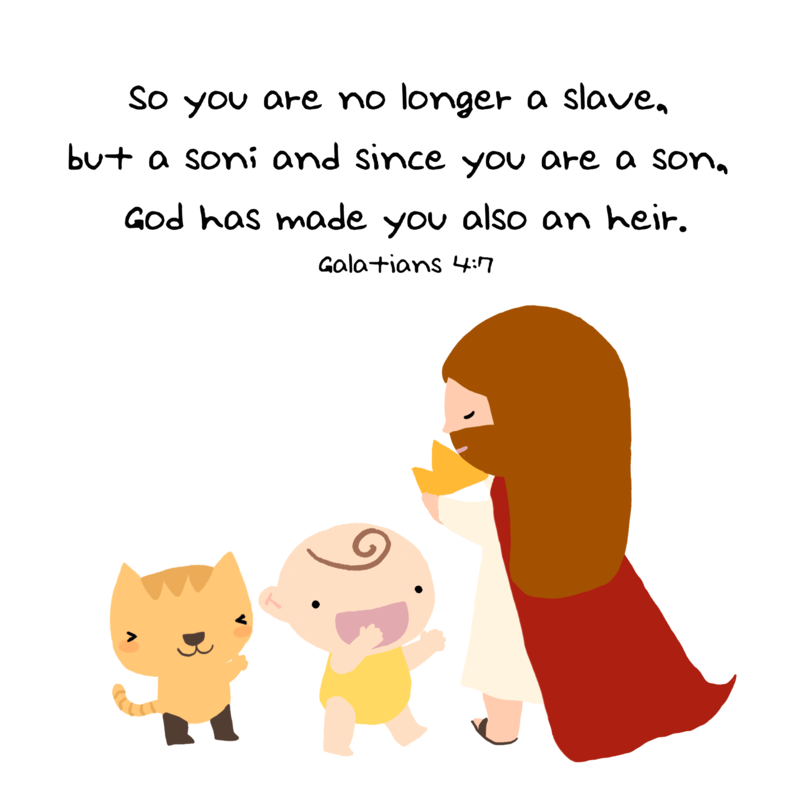 So you are no longer a slave,
but a soni and since you are a son,
God has made you also an heir.
Galatians 4:7